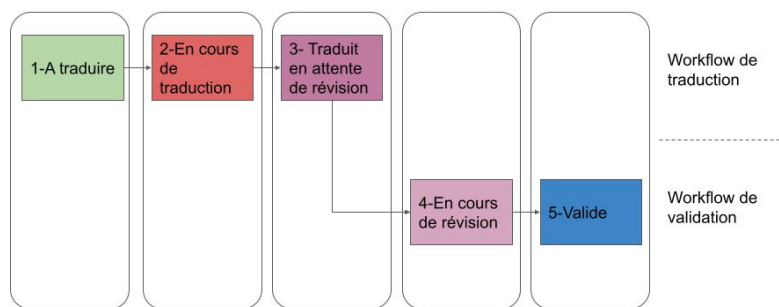 1-A traduire
2-En cours
de
traduction
3- Traduit
en attente
de révision
Workflow de
traduction
4-En cours
de révision
5-Valide
Workflow de
validation